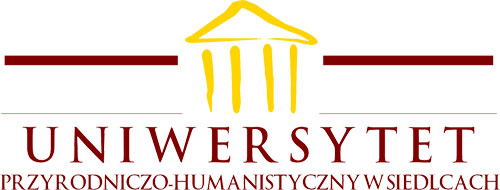 UNIWERSYTET
PRZYRODNICZO-HUMANISTYCZNY W SIEDLCACH